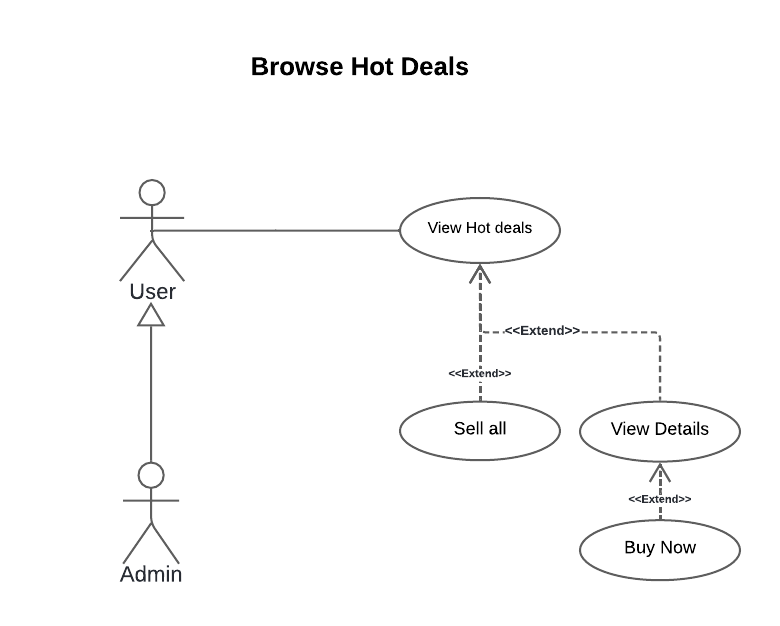 Browse Hot Deals
View Hot deals
User
<<Extend>>
<<Extend>>
Sell all
View Details
<<Extend>>
Buy Now
Admin